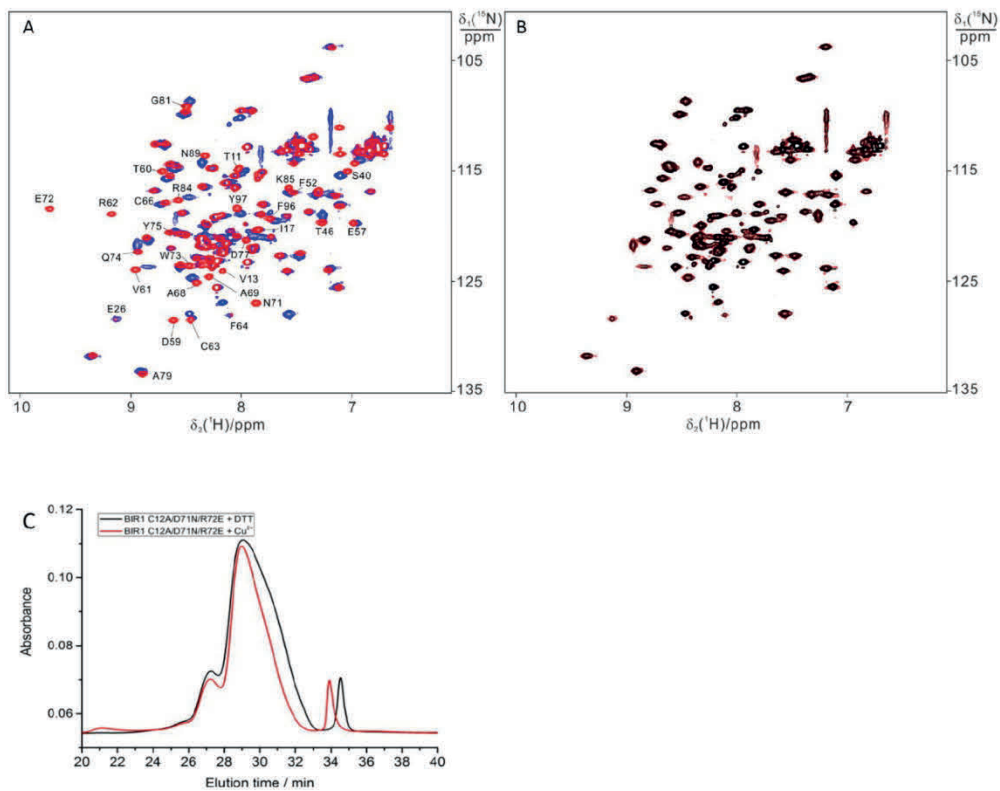 A
δ₁(¹⁵N)
ppm
105
115
125
135
10
9
8
7
δ₂(¹H)/ppm
G81
N89
T11
T60
R84
K85
F52
S40
E72
R62
C66
Y97
F96
Y75
I17
T46
E57
Q74
W73
D77
V61
V13
A68
A69
N71
E26
F64
D59
C63
A79
B
δ₁(¹⁵N)
ppm
105
115
125
135
10
9
8
7
δ₂(¹H)/ppm
C
BIR1 C12A/D71N/R72E + DTT
BIR1 C12A/D71N/R72E + Cu²⁺
Absorbance
0.12
0.10
0.08
0.06
20 22 24 26 28 30 32 34 36 38 40
Elution time / min